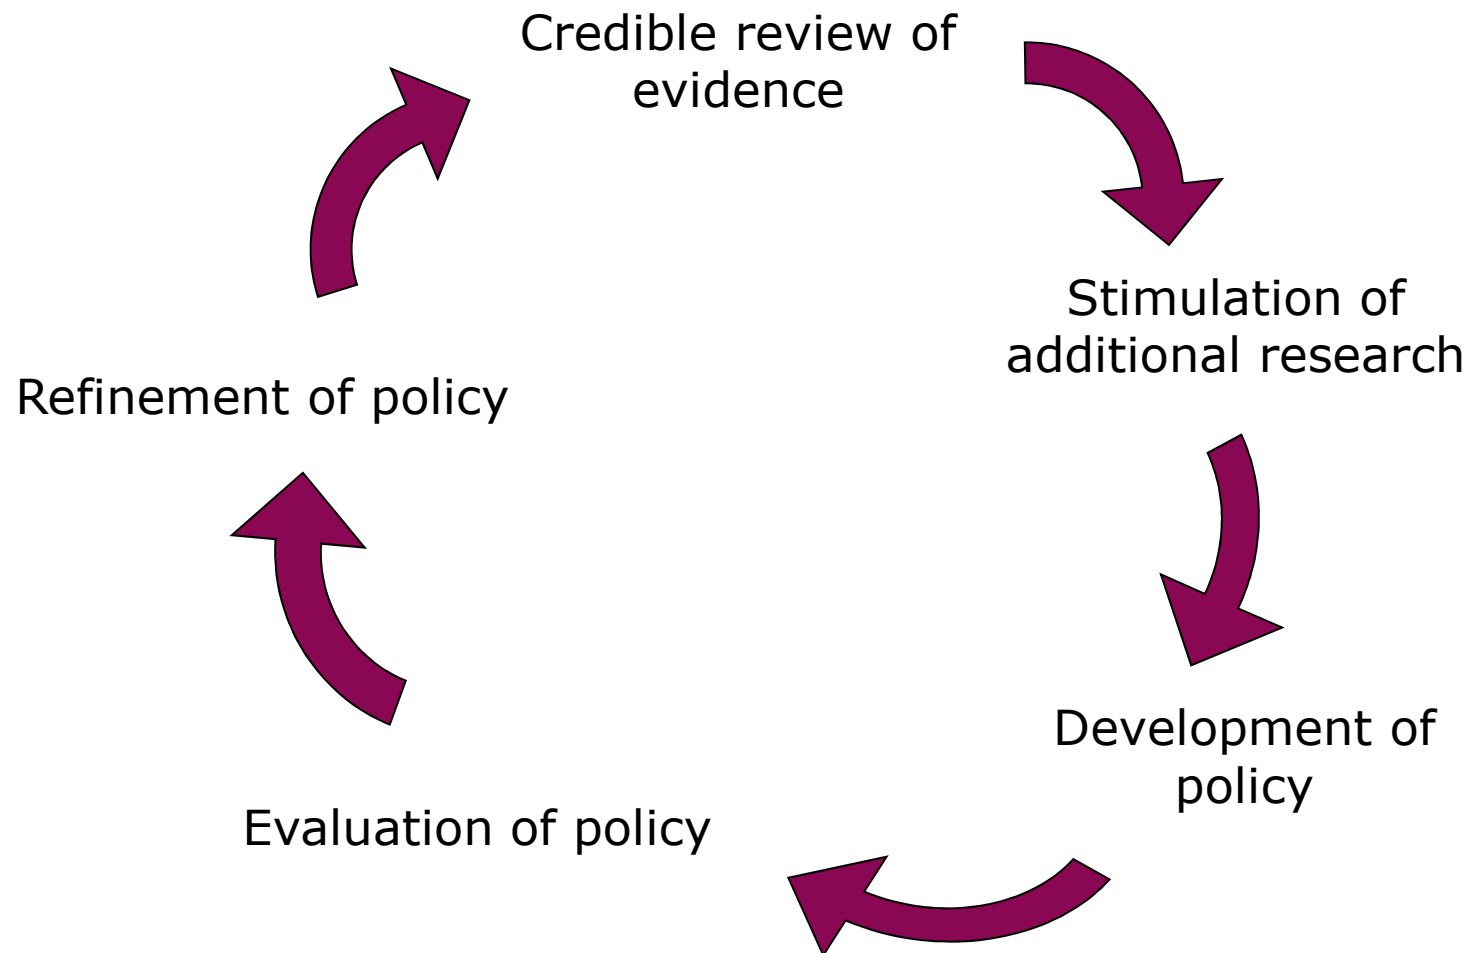 Credible review of
evidence
Stimulation of
additional research
Development of
policy
Evaluation of policy
Refinement of policy